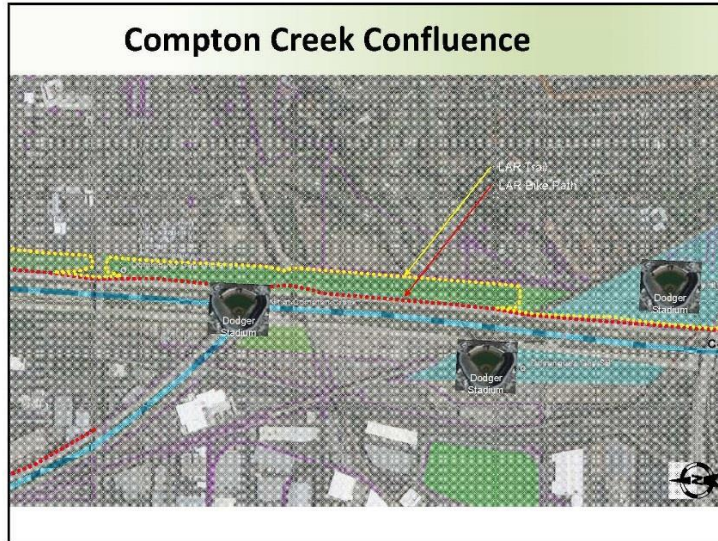 Compton Creek Confluence
LAR Trail
LAR Bike Path
Dodger
Stadium
Dodger
Stadium
Dodger
Stadium
N